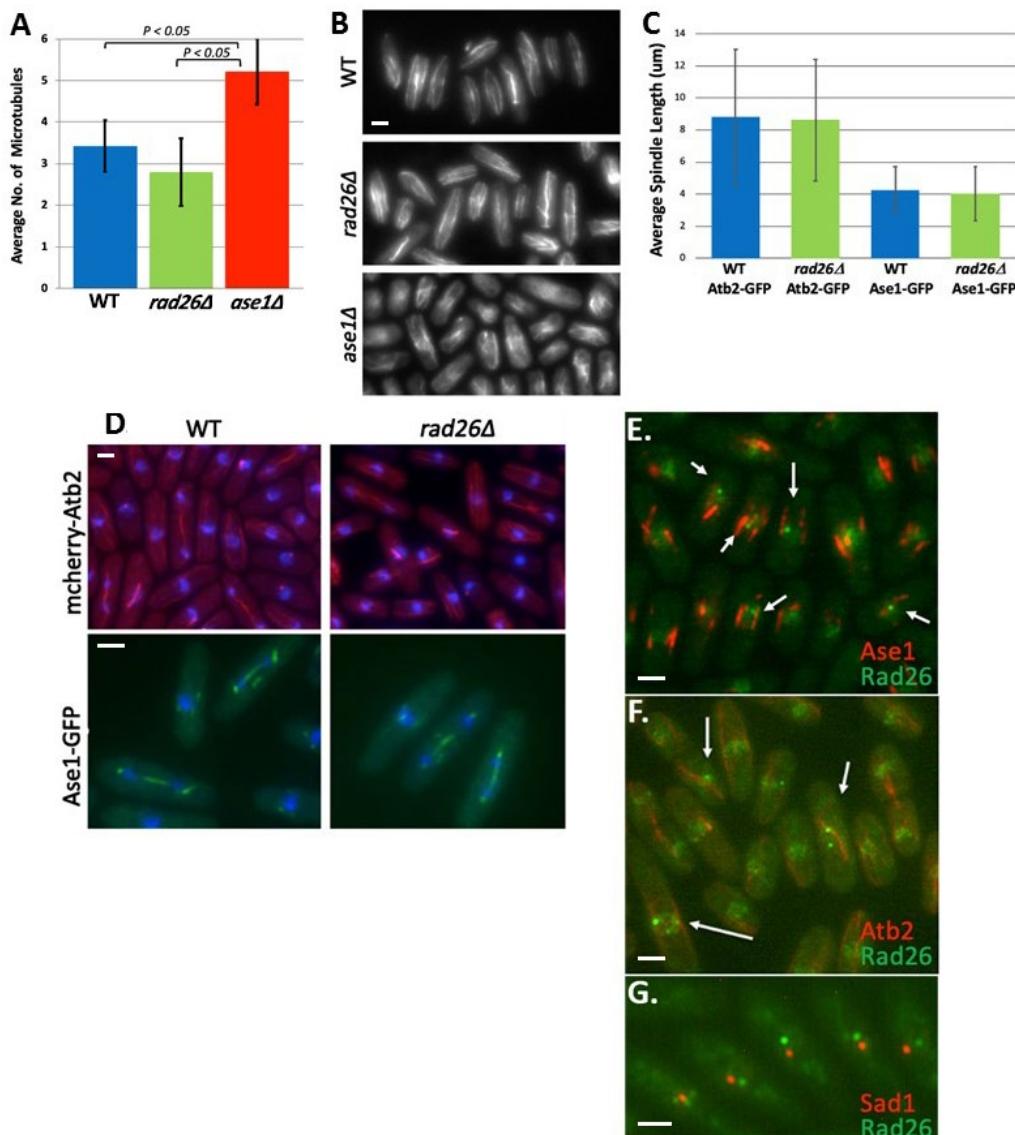 A
P < 0.05
P < 0.05
Average No. of Microtubules
6
5
4
3
2
1
0
WT
rad26Δ
ase1Δ
B
WT
rad26Δ
ase1Δ
C
Average Spindle Length (um)
14
12
10
8
6
4
2
0
WT
Atb2-GFP
rad26Δ
Atb2-GFP
WT
Ase1-GFP
rad26Δ
Ase1-GFP
D
WT
rad26Δ
mcherry-Atb2
Ase1-GFP
E.
Ase1
Rad26
F.
Atb2
Rad26
G.
Sad1
Rad26